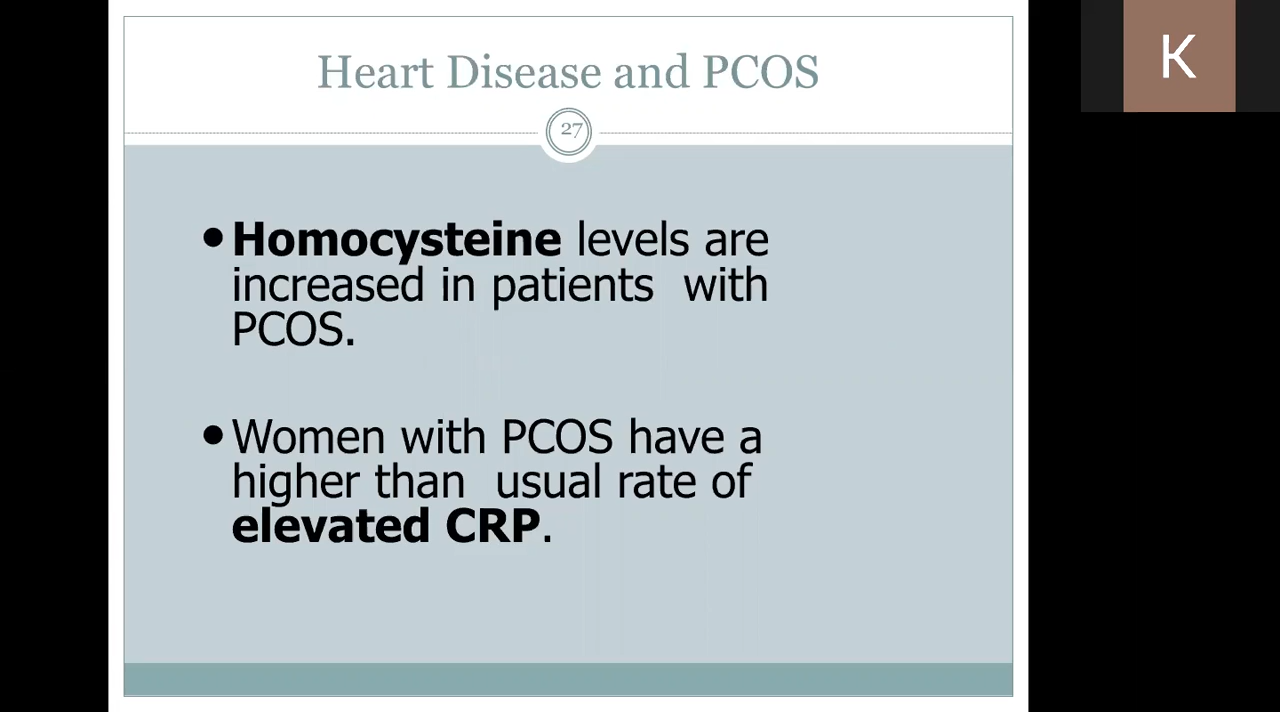 Heart Disease and PCOS
27
•Homocysteine levels are
increased in patients  with
PCOS.
•Women with PCOS have a
higher than  usual rate of
elevated CRP.
K